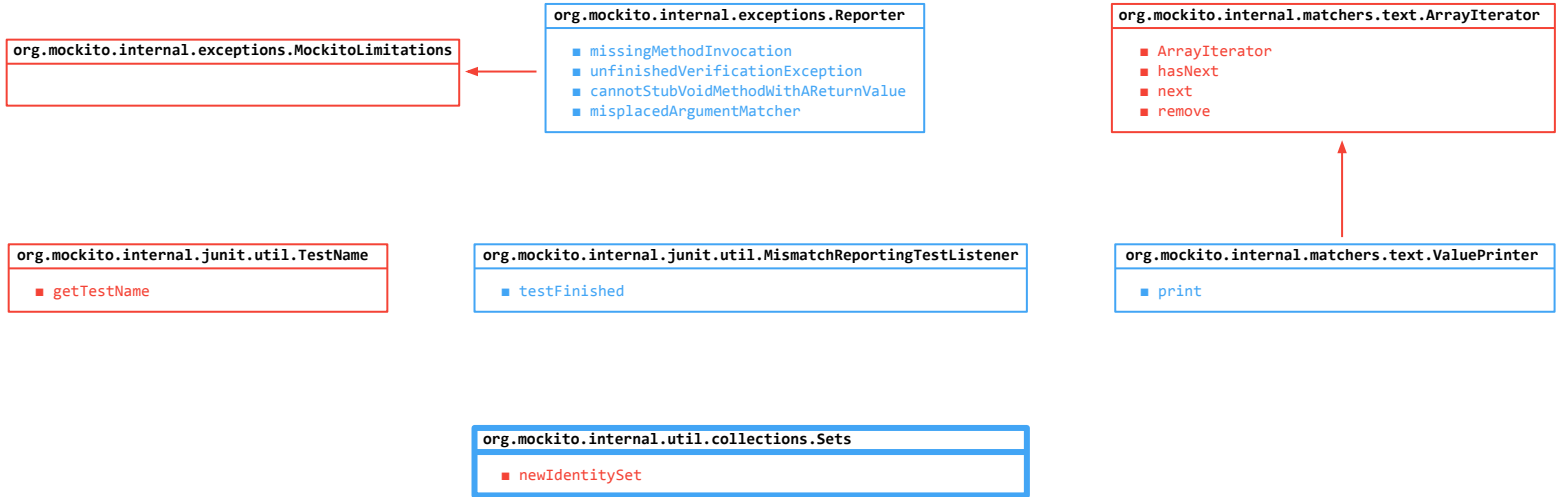 org.mockito.internal.exceptions.MockitoLimitations
org.mockito.internal.exceptions.Reporter
missingMethodInvocation
unfinishedVerificationException
cannotStubVoidMethodWithAReturnValue
misplacedArgumentMatcher
org.mockito.internal.matchers.text.ArrayIterator
ArrayIterator
hasNext
next
remove
org.mockito.internal.junit.util.TestName
getTestName
org.mockito.internal.junit.util.MismatchReportingTestListener
testFinished
org.mockito.internal.matchers.text.ValuePrinter
print
org.mockito.internal.util.collections.Sets
newIdentitySet